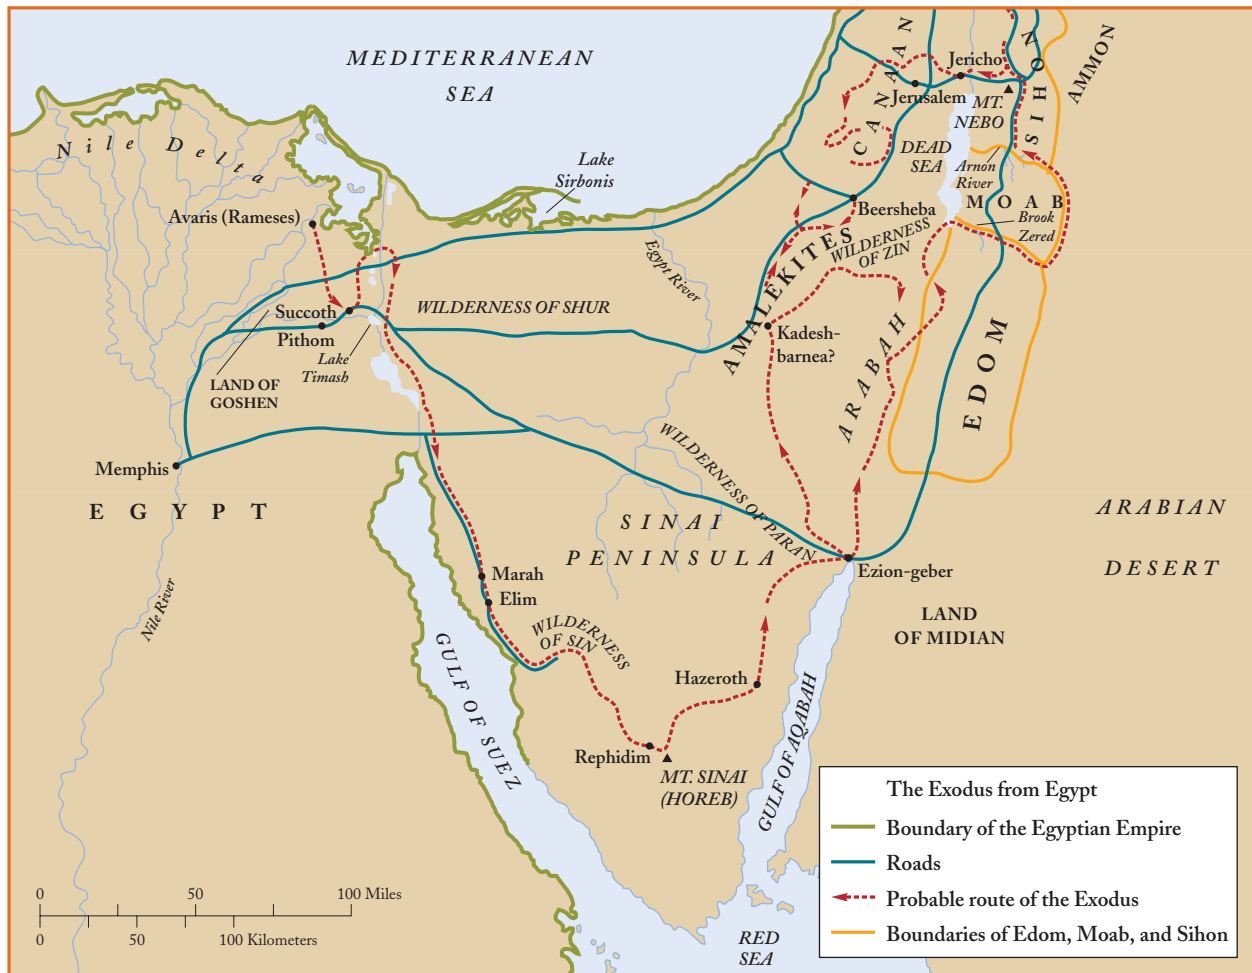 MEDITERRANEAN
SEA
Nile Delta
Lake
Sirbonis
Avaris (Rameses)
Succoth
Pithom
Lake
Timash
LAND OF
GOSHEN
WILDERNESS OF SHUR
Egypt River
Memphis
EGYPT
Nile River
CANAAN
Jericho
Jerusalem
MT.
NEBO
SIHON
AMMON
DEAD
SEA
Arnon
River
MOAB
Brook
Zered
Beersheba
WILDERNESS
OF ZIN
AMALEKITES
Kadesh-
barnea?
ARABAH
EDOM
WILDERNESS OF PARAN
SINAI
PENINSULA
ARABIAN
DESERT
Ezion-geber
LAND
OF MIDIAN
Marah
Elim
WILDERNESS
OF SIN
GULF OF SUEZ
Hazeroth
Rephidim
MT. SINAI
(HOREB)
GULF OF AQABAH
RED
SEA
The Exodus from Egypt
Boundary of the Egyptian Empire
Roads
Probable route of the Exodus
Boundaries of Edom, Moab, and Sihon
0 50 100 Miles
0 50 100 Kilometers